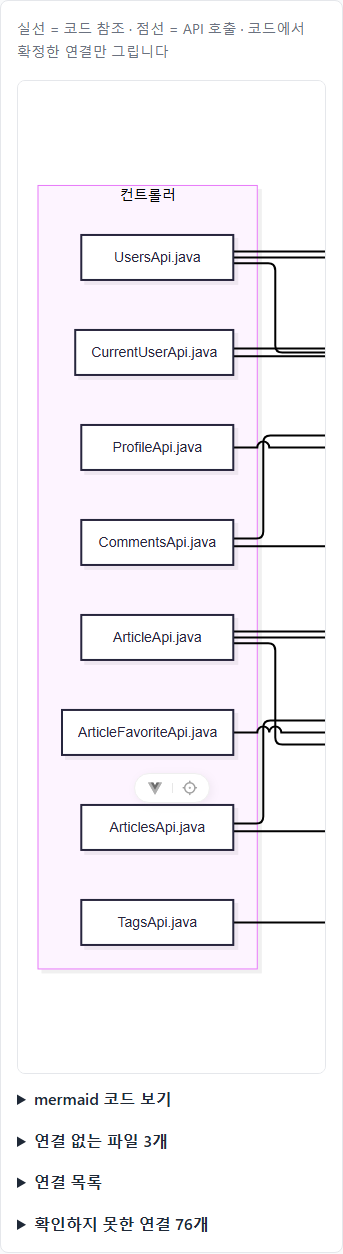 실선 = 코드 참조 · 점선 = API 호출 · 코드에서
확정한 연결만 그립니다
컨트롤러
UsersApi.java
CurrentUserApi.java
ProfileApi.java
CommentsApi.java
ArticleApi.java
ArticleFavoriteApi.java
ArticlesApi.java
TagsApi.java
▶ mermaid 코드 보기
▶ 연결 없는 파일 3개
▶ 연결 목록
▶ 확인하지 못한 연결 76개